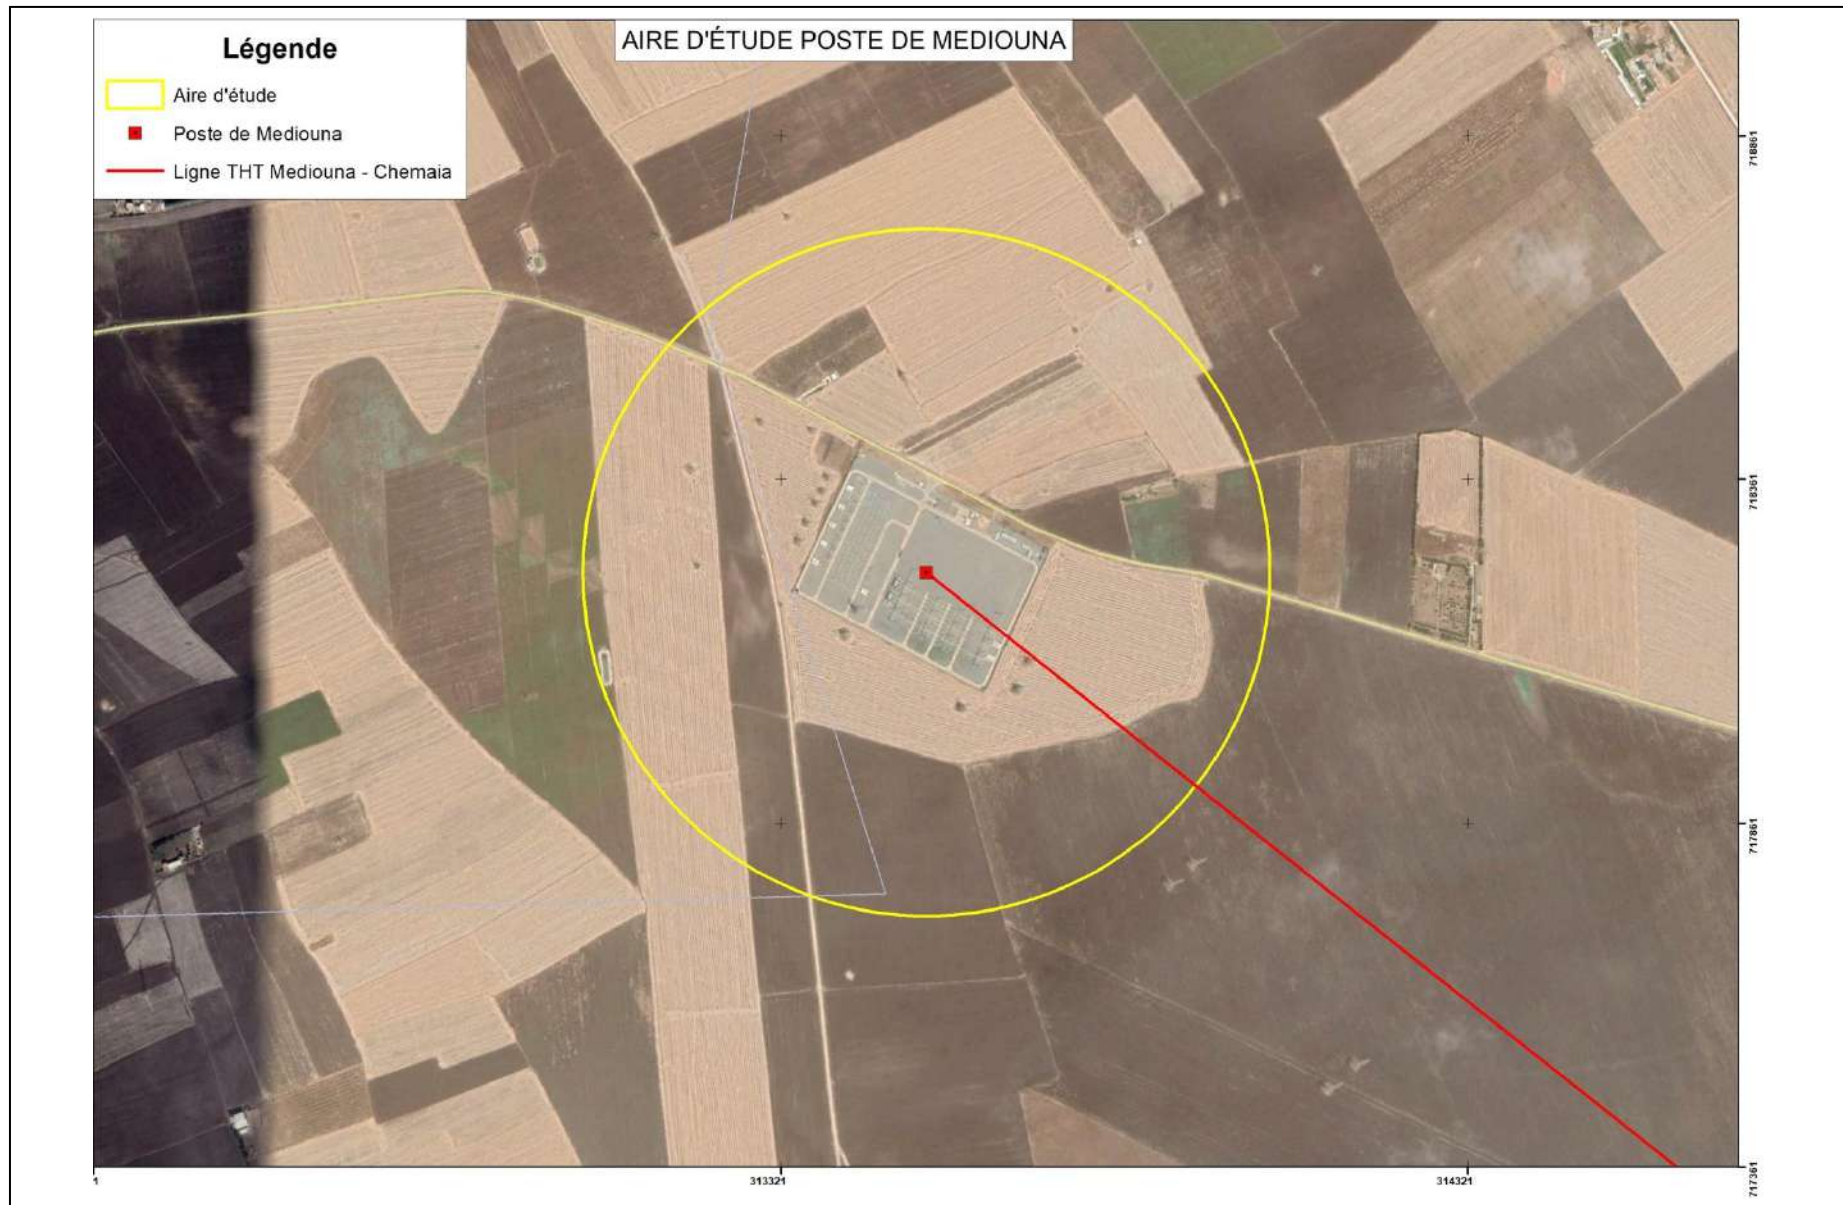 Légende
Aire d'étude
Poste de Mediouna
Ligne THT Mediouna - Chemaia
AIRE D'ÉTUDE POSTE DE MEDIOUNA
718861
718361
717861
717361
1
313321
314321